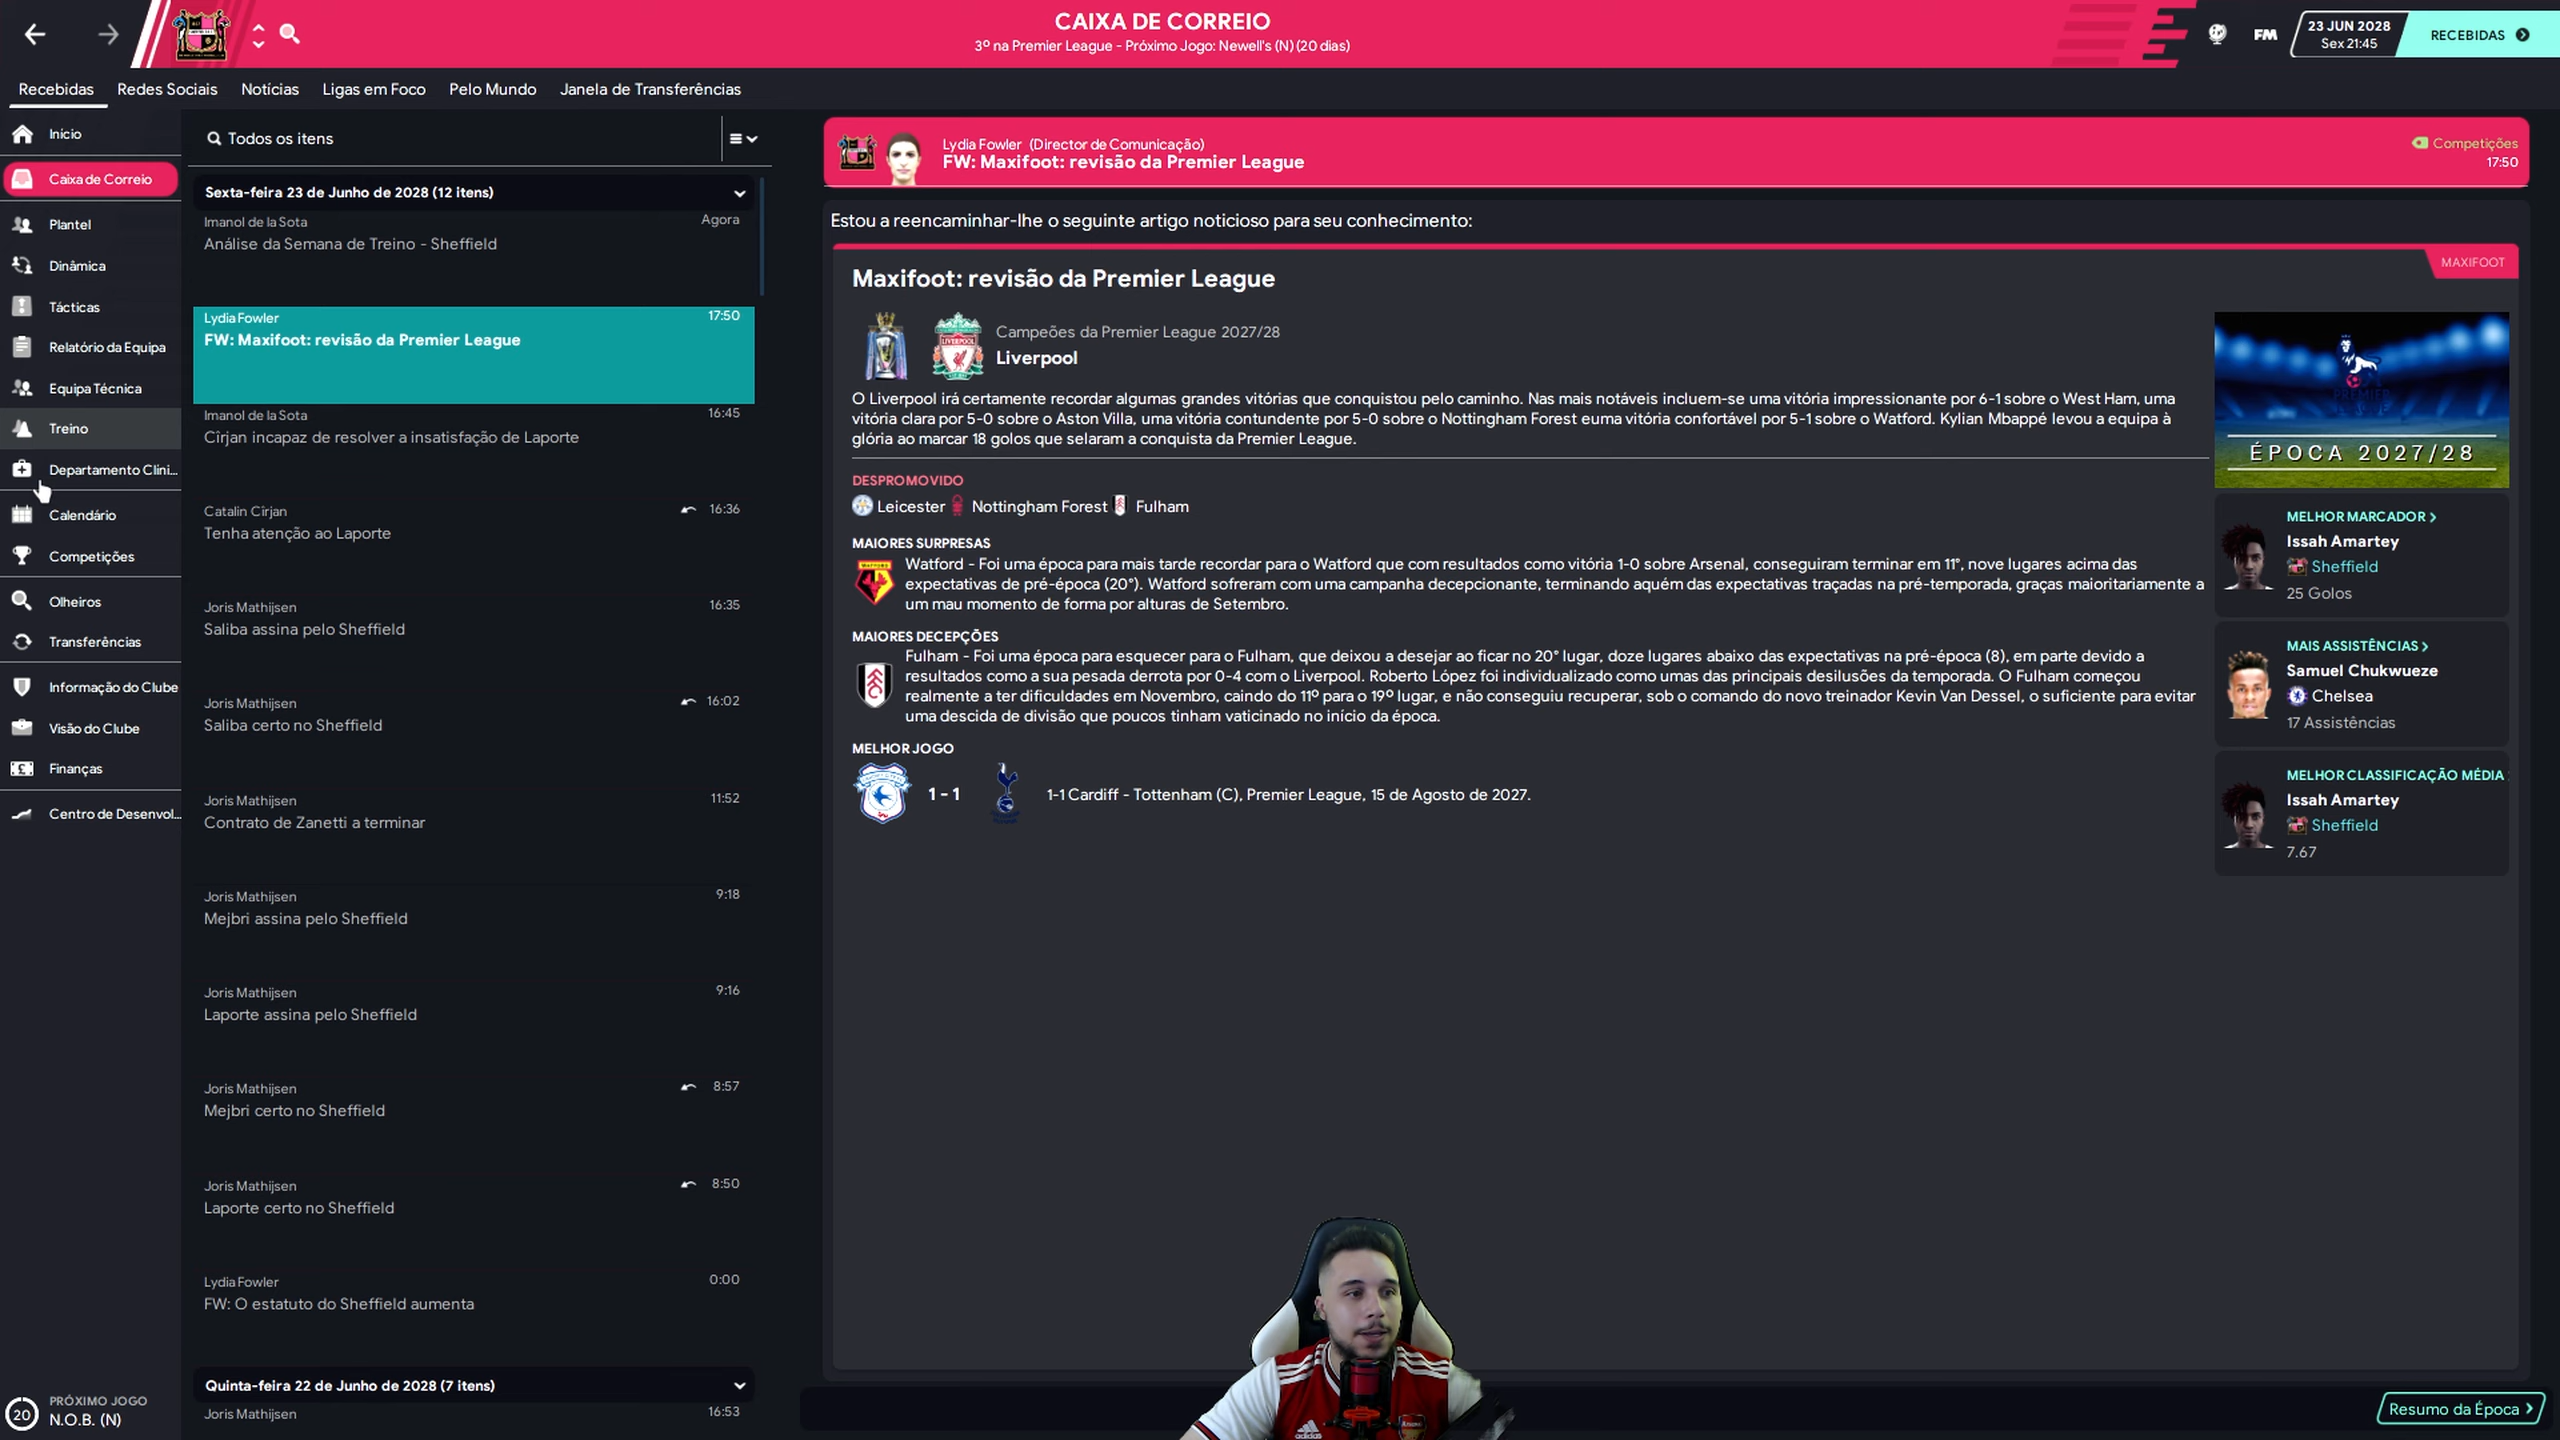 CAIXA DE CORREIO
3º na Premier League - Próximo Jogo: Newell's (N) (20 dias)
FM
23 JUN 2028
Sex 21:45
RECEBIDAS
Recebidas
Redes Sociais
Notícias
Ligas em Foco
Pelo Mundo
Janela de Transferências
Início
Caixa de Correio
Plantel
Dinâmica
Tácticas
Relatório da Equipa
Equipa Técnica
Treino
Departamento Clíni...
Calendário
Competições
Olheiros
Transferências
Informação do Clube
Visão do Clube
Finanças
Centro de Desenvol...
20
PRÓXIMO JOGO
N.O.B. (N)
Todos os itens
Sexta-feira 23 de Junho de 2028 (12 itens)
Imanol de la Sota
Agora
Análise da Semana de Treino - Sheffield
Lydia Fowler
17:50
FW: Maxifoot: revisão da Premier League
Imanol de la Sota
16:45
Cîrjan incapaz de resolver a insatisfação de Laporte
Catalin Cîrjan
16:36
Tenha atenção ao Laporte
Joris Mathijsen
16:35
Saliba assina pelo Sheffield
Joris Mathijsen
16:02
Saliba certo no Sheffield
Joris Mathijsen
11:52
Contrato de Zanetti a terminar
Joris Mathijsen
9:18
Mejbri assina pelo Sheffield
Joris Mathijsen
9:16
Laporte assina pelo Sheffield
Joris Mathijsen
8:57
Mejbri certo no Sheffield
Joris Mathijsen
8:50
Laporte certo no Sheffield
Lydia Fowler
0:00
FW: O estatuto do Sheffield aumenta
Quinta-feira 22 de Junho de 2028 (7 itens)
Joris Mathijsen
16:53
Lydia Fowler (Director de Comunicação)
FW: Maxifoot: revisão da Premier League
Competições
17:50
Estou a reencaminhar-lhe o seguinte artigo noticioso para seu conhecimento:
MAXIFOOT
Maxifoot: revisão da Premier League
Campeões da Premier League 2027/28
Liverpool
O Liverpool irá certamente recordar algumas grandes vitórias que conquistou pelo caminho. Nas mais notáveis incluem-se uma vitória impressionante por 6-1 sobre o West Ham, uma
vitória clara por 5-0 sobre o Aston Villa, uma vitória contundente por 5-0 sobre o Nottingham Forest euma vitória confortável por 5-1 sobre o Watford. Kylian Mbappé levou a equipa à
glória ao marcar 18 golos que selaram a conquista da Premier League.
DESPROMOVIDO
Leicester
Nottingham Forest
Fulham
MAIORES SURPRESAS
Watford - Foi uma época para mais tarde recordar para o Watford que com resultados como vitória 1-0 sobre Arsenal, conseguiram terminar em 11°, nove lugares acima das
expectativas de pré-época (20°). Watford sofreram com uma campanha decepcionante, terminando aquém das expectativas traçadas na pré-temporada, graças maioritariamente a
um mau momento de forma por alturas de Setembro.
MAIORES DECEPÇÕES
Fulham - Foi uma época para esquecer para o Fulham, que deixou a desejar ao ficar no 20° lugar, doze lugares abaixo das expectativas na pré-época (8), em parte devido a
resultados como a sua pesada derrota por 0-4 com o Liverpool. Roberto López foi individualizado como umas das principais desilusões da temporada. O Fulham começou
realmente a ter dificuldades em Novembro, caindo do 11º para o 19º lugar, e não conseguiu recuperar, sob o comando do novo treinador Kevin Van Dessel, o suficiente para evitar
uma descida de divisão que poucos tinham vaticinado no início da época.
MELHOR JOGO
1 - 1
1-1 Cardiff - Tottenham (C), Premier League, 15 de Agosto de 2027.
ÉPOCA 2027/28
MELHOR MARCADOR
Issah Amartey
Sheffield
25 Golos
MAIS ASSISTÊNCIAS
Samuel Chukwueze
Chelsea
17 Assistências
MELHOR CLASSIFICAÇÃO MÉDIA
Issah Amartey
Sheffield
7.67
adidas
Resumo da Época